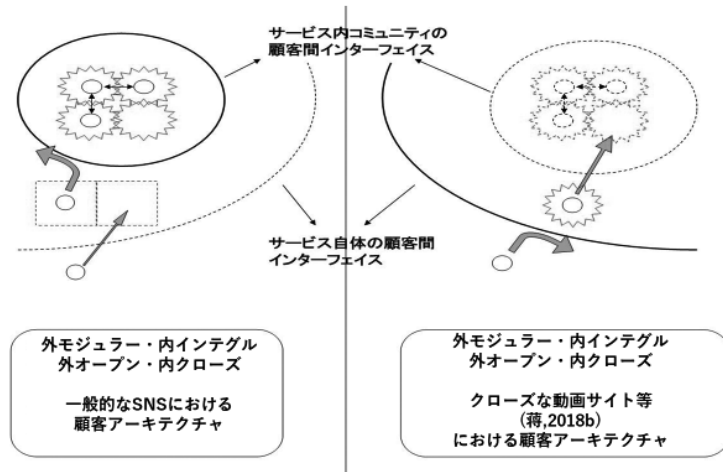 サービス内コミュニティの
顧客間インターフェイス
サービス自体の顧客間
インターフェイス
外モジュラー・内インテグル
外オープン・内クローズ
一般的なSNSにおける
顧客アーキテクチャ
外モジュラー・内インテグル
外オープン・内クローズ
クローズな動画サイト等
(蒋,2018b)
における顧客アーキテクチャ